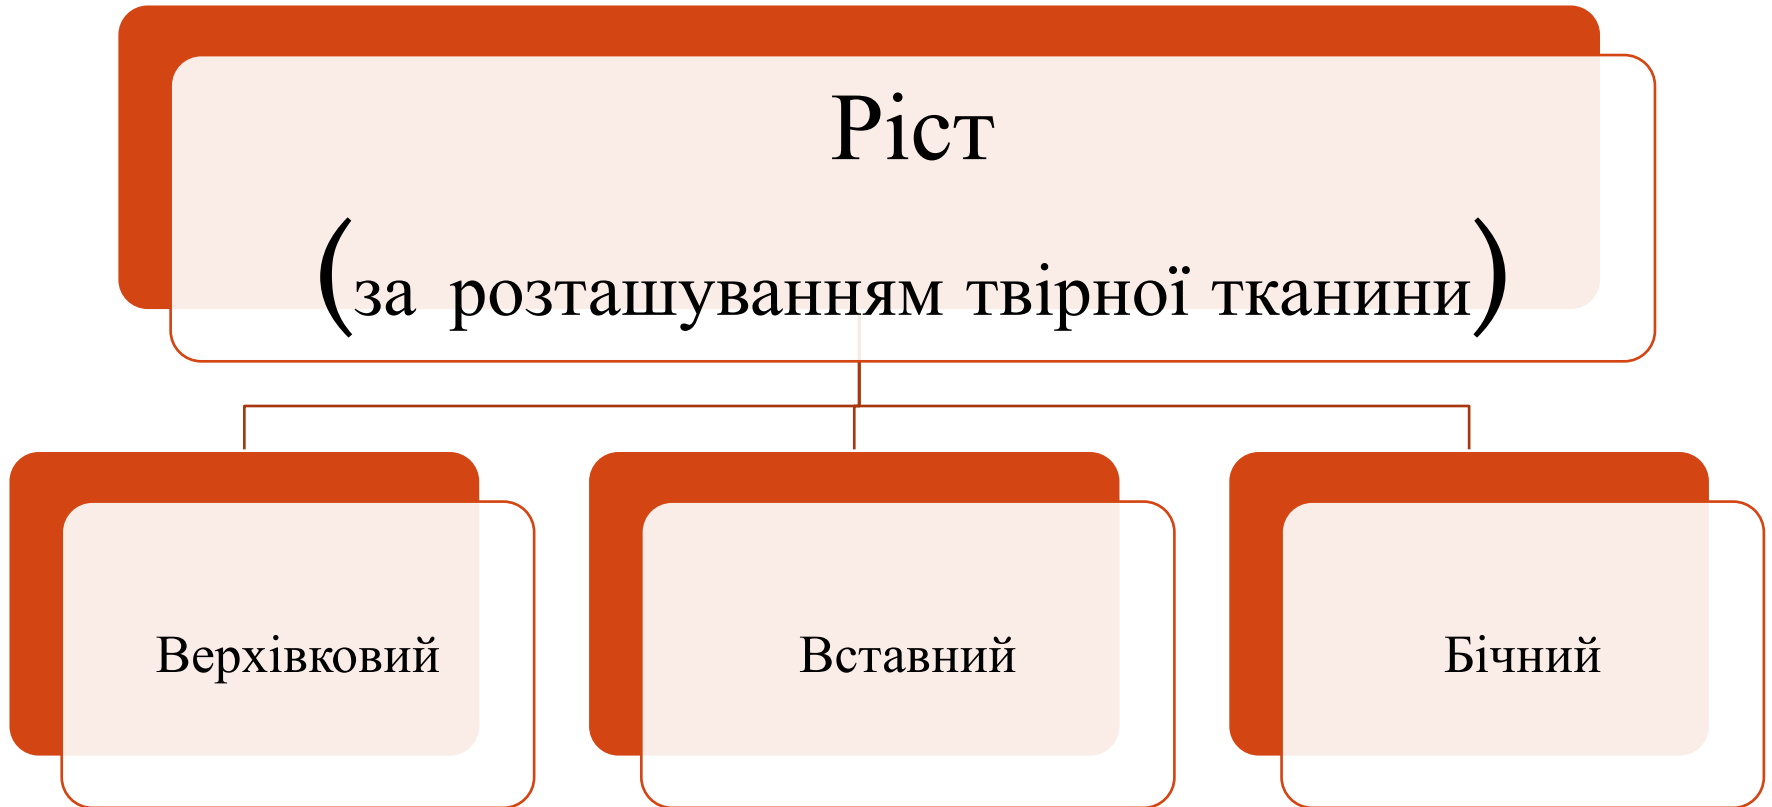 Ріст
(за розташуванням твірної тканини)
Верхівковий
Вставний
Бічний